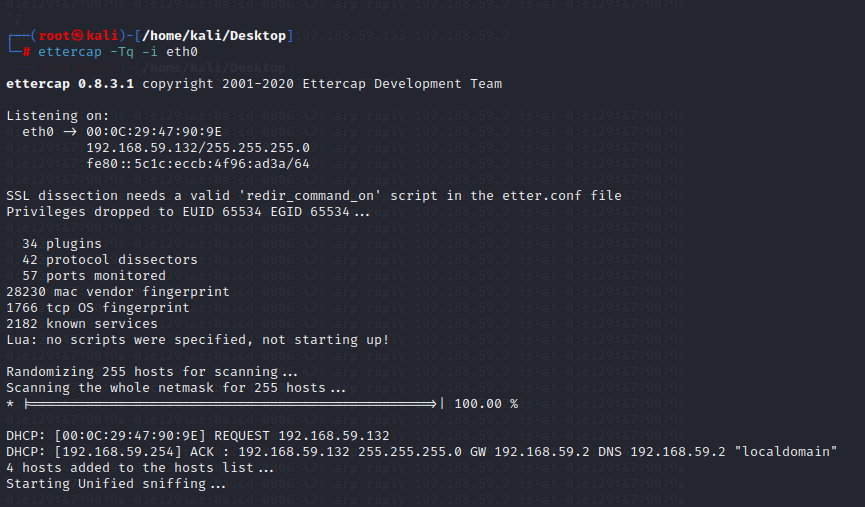 ┌──(root㉿kali)-[/home/kali/Desktop]
└─# ettercap -Tq -i eth0
ettercap 0.8.3.1 copyright 2001-2020 Ettercap Development Team
Listening on:
eth0 -> 00:0C:29:47:90:9E
192.168.59.132/255.255.255.0
fe80::5c1c:eccb:4f96:ad3a/64
SSL dissection needs a valid 'redir_command_on' script in the etter.conf file
Privileges dropped to EUID 65534 EGID 65534...
34 plugins
42 protocol dissectors
57 ports monitored
28230 mac vendor fingerprint
1766 tcp OS fingerprint
2182 known services
Lua: no scripts were specified, not starting up!
Randomizing 255 hosts for scanning...
Scanning the whole netmask for 255 hosts...
* |==================================================>| 100.00 %
DHCP: [00:0C:29:47:90:9E] REQUEST 192.168.59.132
DHCP: [192.168.59.254] ACK : 192.168.59.132 255.255.255.0 GW 192.168.59.2 DNS 192.168.59.2 "localdomain"
4 hosts added to the hosts list...
Starting Unified sniffing...